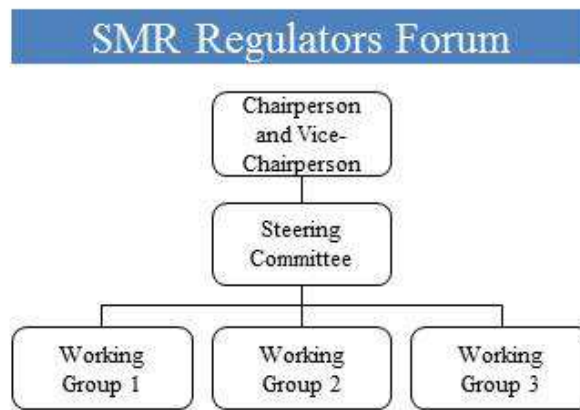 SMR Regulators Forum
Chairperson
and Vice-
Chairperson
Steering
Committee
Working
Group 1
Working
Group 2
Working
Group 3